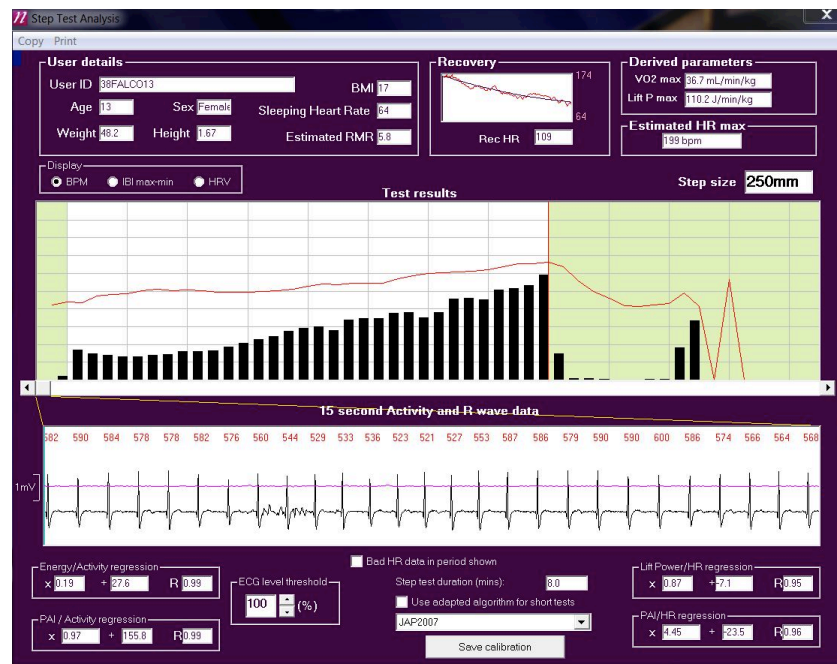 Step Test Analysis X
Copy Print
User details
User ID 38FALCO13
BMI 17
Age 13 Sex Female
Sleeping Heart Rate 64
Weight 48.2 Height 1.67
Estimated RMR 5.8
Recovery
174
64
Rec HR 109
Derived parameters
VO2 max 36.7 mL/min/kg
Lift P max 110.2 J/min/kg
Estimated HR max
199 bpm
Display
BPM IBI max-min HRV
Step size 250mm
Test results
15 second Activity and R wave data
582 590 584 578 578 582 576 560 544 529 533 536 523 521 527 553 587 586 579 590 590 600 586 574 566 564 568
1mV
Energy/Activity regression
x 0.19 + 27.6 R 0.99
PAI / Activity regression
x 0.97 + 155.8 R 0.99
ECG level threshold
100 (%)
Bad HR data in period shown
Step test duration (mins): 8.0
Use adapted algorithm for short tests
JAP2007
Save calibration
Lift Power/HR regression
x 0.87 + -7.1 R 0.95
PAI/HR regression
x 4.45 + -23.5 R 0.96